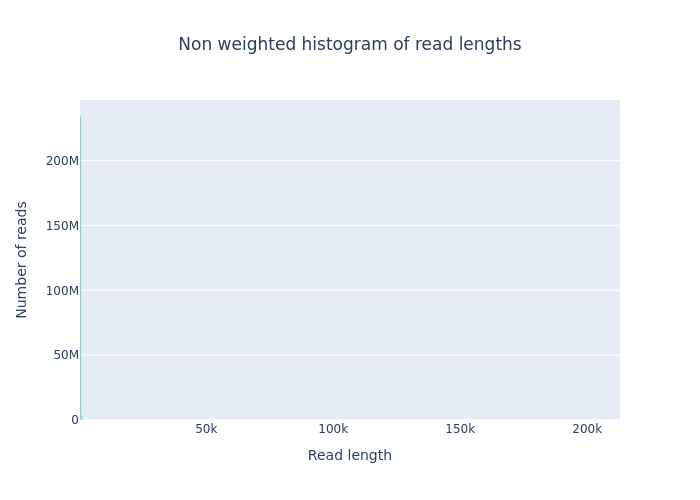 Non weighted histogram of read lengths
200M
150M
100M
50M
0
Number of reads
50k
100k
150k
200k
Read length